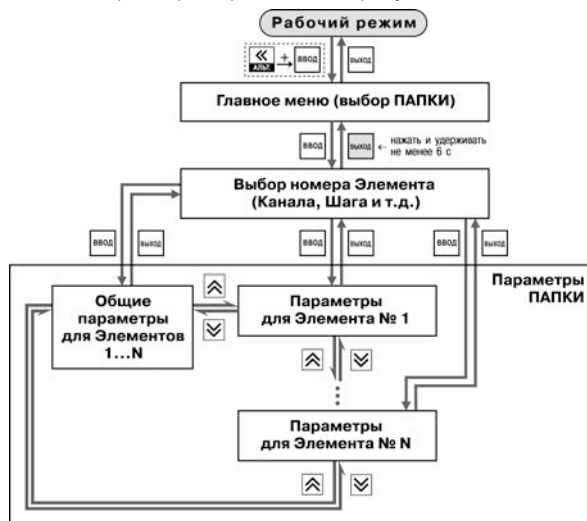 Рабочий режим
«
АЛЬТ.
+
ВВОД
ВЫХОД
Главное меню (выбор ПАПКИ)
ВВОД
ВЫХОД
нажать и удерживать
не менее 6 с
Выбор номера Элемента
(Канала, Шага и т.д.)
ВВОД
ВЫХОД
ВВОД
ВЫХОД
ВВОД
ВЫХОД
Параметры
ПАПКИ
Общие
параметры
для Элементов
1...N
Параметры
для Элемента № 1
Параметры
для Элемента № N